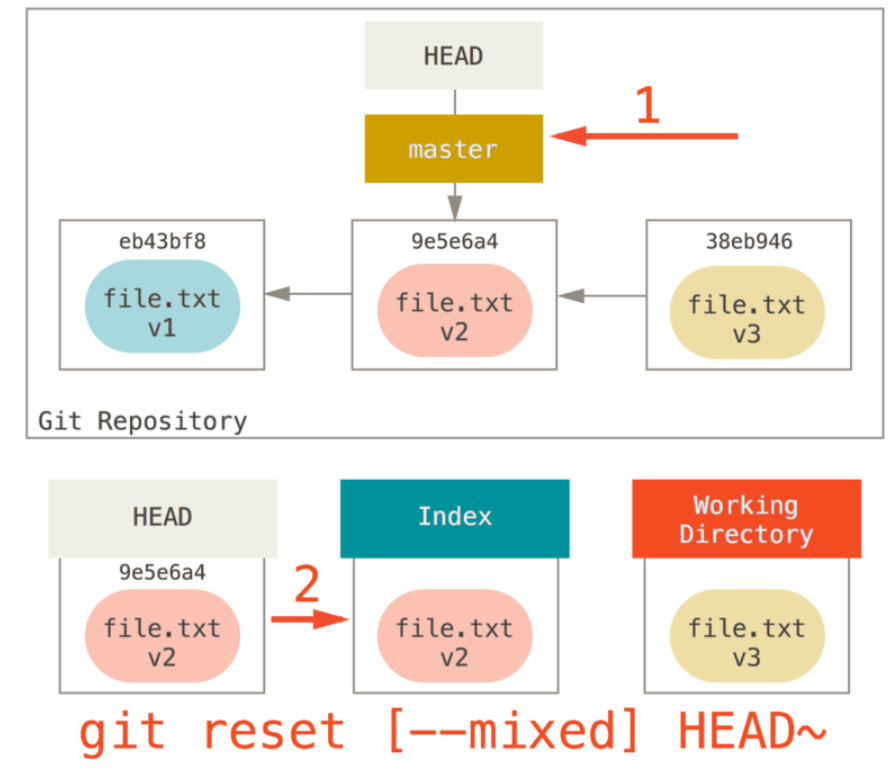 HEAD
1
master
eb43bf8
9e5e6a4
38eb946
file.txt
v1
file.txt
v2
file.txt
v3
Git Repository
HEAD
Index
Working
Directory
9e5e6a4
2
file.txt
v2
file.txt
v2
file.txt
v3
git reset [--mixed] HEAD~